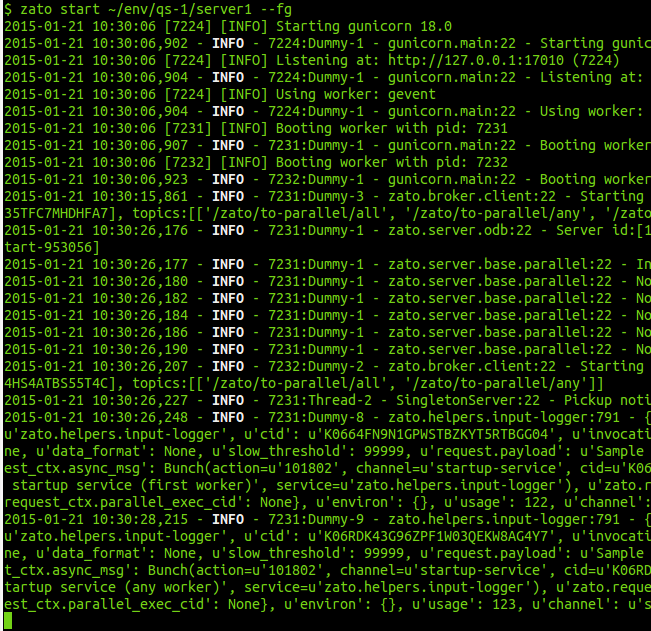 $ zato start ~/env/qs-1/server1 --fg
2015-01-21 10:30:06 [7224] [INFO] Starting gunicorn 18.0
2015-01-21 10:30:06,902 - INFO - 7224:Dummy-1 - gunicorn.main:22 - Starting gunic
2015-01-21 10:30:06 [7224] [INFO] Listening at: http://127.0.0.1:17010 (7224)
2015-01-21 10:30:06,904 - INFO - 7224:Dummy-1 - gunicorn.main:22 - Listening at:
2015-01-21 10:30:06 [7224] [INFO] Using worker: gevent
2015-01-21 10:30:06,904 - INFO - 7224:Dummy-1 - gunicorn.main:22 - Using worker:
2015-01-21 10:30:06 [7231] [INFO] Booting worker with pid: 7231
2015-01-21 10:30:06,907 - INFO - 7231:Dummy-1 - gunicorn.main:22 - Booting worker
2015-01-21 10:30:06 [7232] [INFO] Booting worker with pid: 7232
2015-01-21 10:30:06,923 - INFO - 7232:Dummy-1 - gunicorn.main:22 - Booting worker
2015-01-21 10:30:15,861 - INFO - 7231:Dummy-3 - zato.broker.client:22 - Starting
35TFC7MHDHFA7], topics:[['/zato/to-parallel/all', '/zato/to-parallel/any', '/zato
2015-01-21 10:30:26,176 - INFO - 7231:Dummy-1 - zato.server.odb:22 - Server id:[1
tart-953056]
2015-01-21 10:30:26,177 - INFO - 7231:Dummy-1 - zato.server.base.parallel:22 - In
2015-01-21 10:30:26,180 - INFO - 7231:Dummy-1 - zato.server.base.parallel:22 - No
2015-01-21 10:30:26,182 - INFO - 7231:Dummy-1 - zato.server.base.parallel:22 - No
2015-01-21 10:30:26,184 - INFO - 7231:Dummy-1 - zato.server.base.parallel:22 - No
2015-01-21 10:30:26,186 - INFO - 7231:Dummy-1 - zato.server.base.parallel:22 - No
2015-01-21 10:30:26,190 - INFO - 7231:Dummy-1 - zato.server.base.parallel:22 - No
2015-01-21 10:30:26,207 - INFO - 7232:Dummy-2 - zato.broker.client:22 - Starting
4HS4ATBS55T4C], topics:[['/zato/to-parallel/all', '/zato/to-parallel/any']]
2015-01-21 10:30:26,227 - INFO - 7231:Thread-2 - SingletonServer:22 - Pickup noti
2015-01-21 10:30:26,248 - INFO - 7231:Dummy-8 - zato.helpers.input-logger:791 - {
u'zato.helpers.input-logger', u'cid': u'K0664FN9N1GPWSTBZKYT5RTBGG04', u'invocati
ne, u'data_format': None, u'slow_threshold': 99999, u'request.payload': u'Sample
est_ctx.async_msg': Bunch(action=u'101802', channel=u'startup-service', cid=u'K06
 startup service (first worker)', service=u'zato.helpers.input-logger'), u'zato.r
request_ctx.parallel_exec_cid': None}, u'environ': {}, u'usage': 122, u'channel':
2015-01-21 10:30:28,215 - INFO - 7231:Dummy-9 - zato.helpers.input-logger:791 - {
u'zato.helpers.input-logger', u'cid': u'K06RDK43G96ZPF1W03QEKW8AG4Y7', u'invocati
ne, u'data_format': None, u'slow_threshold': 99999, u'request.payload': u'Sample
t_ctx.async_msg': Bunch(action=u'101802', channel=u'startup-service', cid=u'K06RD
tartup service (any worker)', service=u'zato.helpers.input-logger'), u'zato.reque
est_ctx.parallel_exec_cid': None}, u'environ': {}, u'usage': 123, u'channel': u's